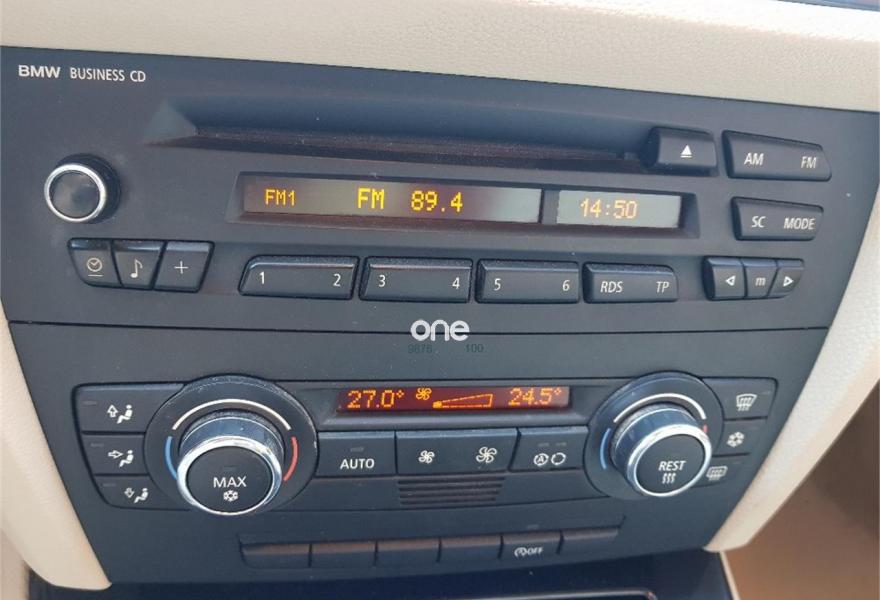 BMW BUSINESS CD
AM FM
FM1 FM 89.4 14:50
SC MODE
1 2 3 4 5 6 RDS TP m
one
100
27.0° 24.5°
AUTO
MAX
REST
OFF